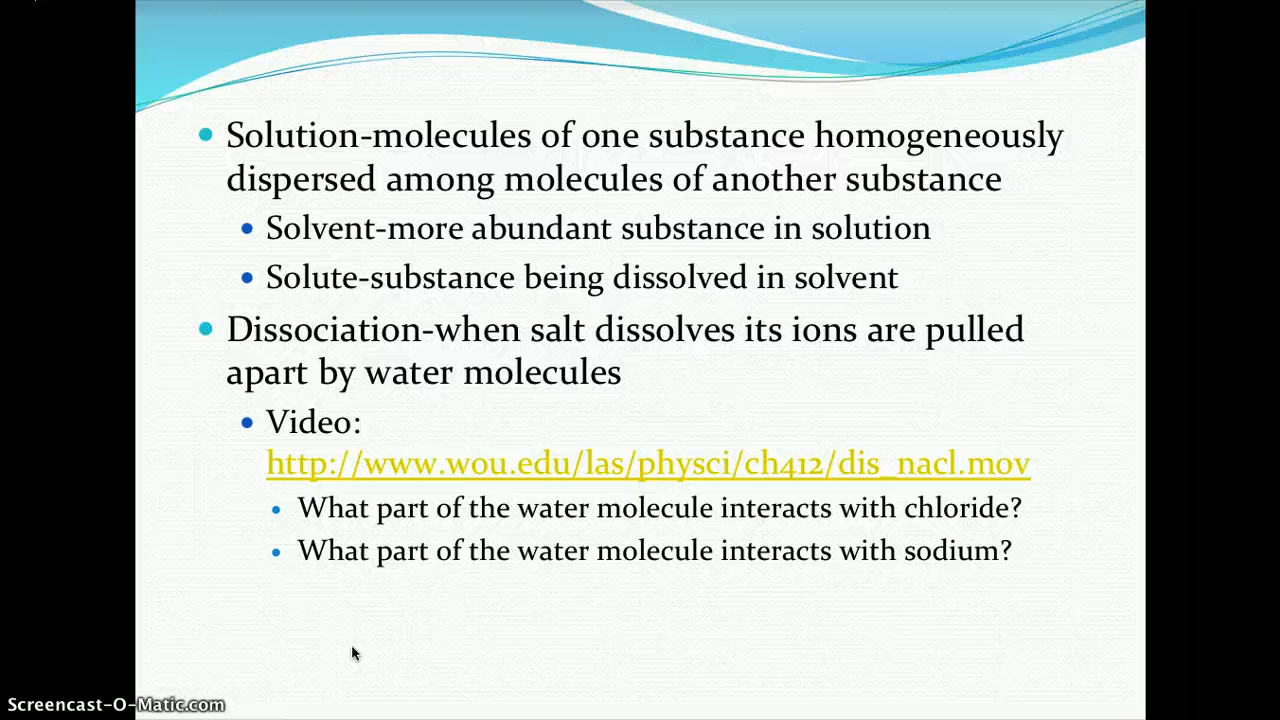 Solution-molecules of one substance homogeneously
dispersed among molecules of another substance
Solvent-more abundant substance in solution
Solute-substance being dissolved in solvent
Dissociation-when salt dissolves its ions are pulled
apart by water molecules
Video:
http://www.wou.edu/las/physci/ch412/dis_nacl.mov
What part of the water molecule interacts with chloride?
What part of the water molecule interacts with sodium?
Screencast-O-Matic.com